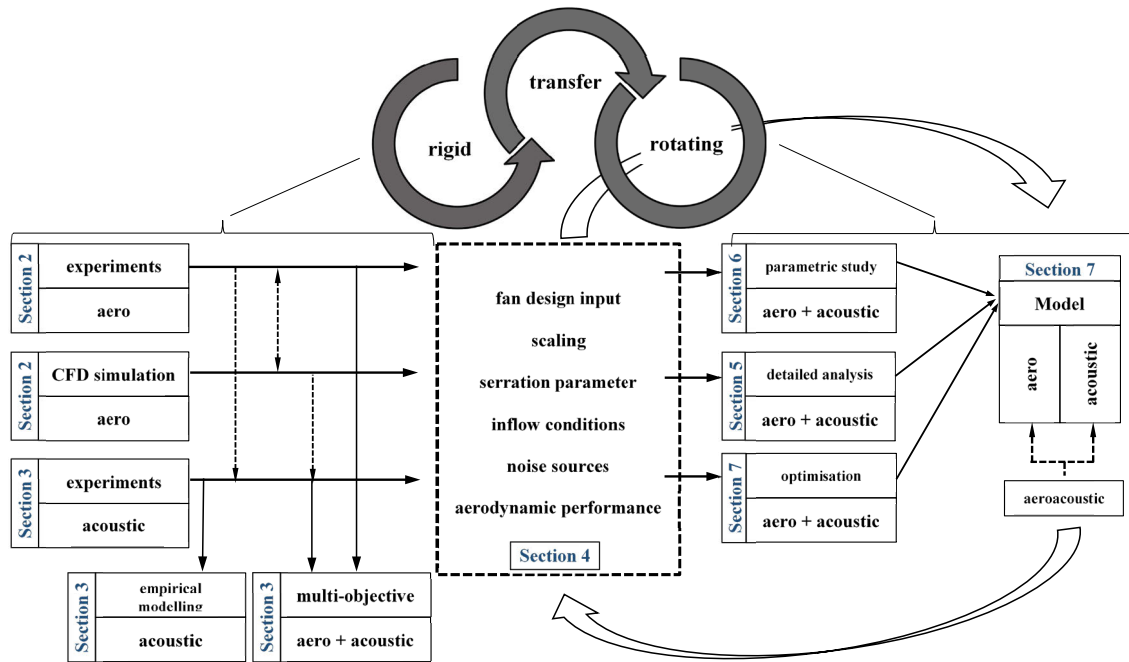 transfer
rigid
rotating
Section 2
experiments
aero
Section 2
CFD simulation
aero
Section 3
experiments
acoustic
Section 3
empirical
modelling
acoustic
Section 3
multi-objective
aero + acoustic
fan design input
scaling
serration parameter
inflow conditions
noise sources
aerodynamic performance
Section 4
Section 6
parametric study
aero + acoustic
Section 5
detailed analysis
aero + acoustic
Section 7
optimisation
aero + acoustic
Section 7
Model
aero
acoustic
aeroacoustic